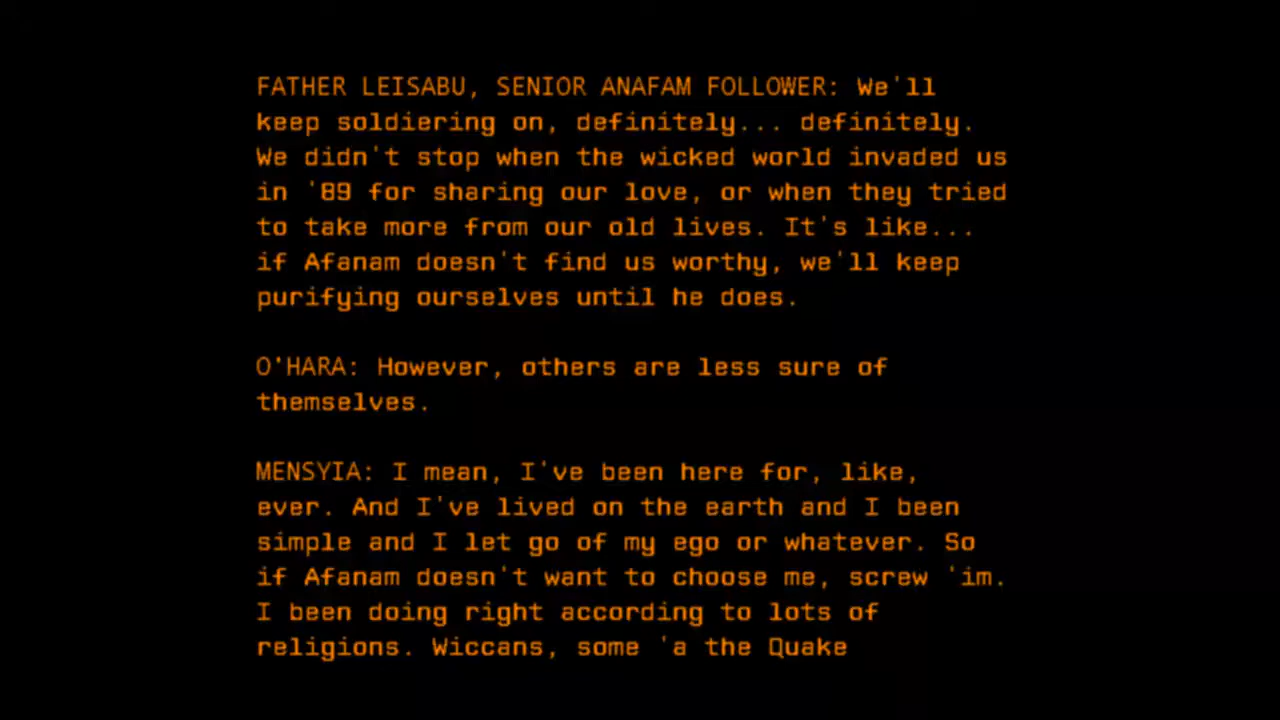 FATHER LEISABU, SENIOR ANAFAM FOLLOWER: We'll
keep soldiering on, definitely... definitely.
We didn't stop when the wicked world invaded us
in '89 for sharing our love, or when they tried
to take more from our old lives. It's like...
if Afanam doesn't find us worthy, we'll keep
purifying ourselves until he does.
O'HARA: However, others are less sure of
themselves.
MENSYIA: I mean, I've been here for, like,
ever. And I've lived on the earth and I been
simple and I let go of my ego or whatever. So
if Afanam doesn't want to choose me, screw 'im.
I been doing right according to lots of
religions. Wiccans, some 'a the Quake